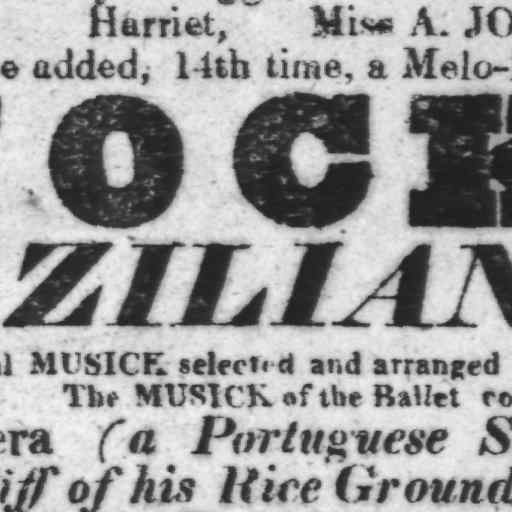 Harriet, Miss A. JO
e added, 14th time, a Melo-
OCK
ZILIAN
al MUSICK selected and arranged
The MUSICK of the Ballet co
era (a Portuguese S
iff of his Rice Ground